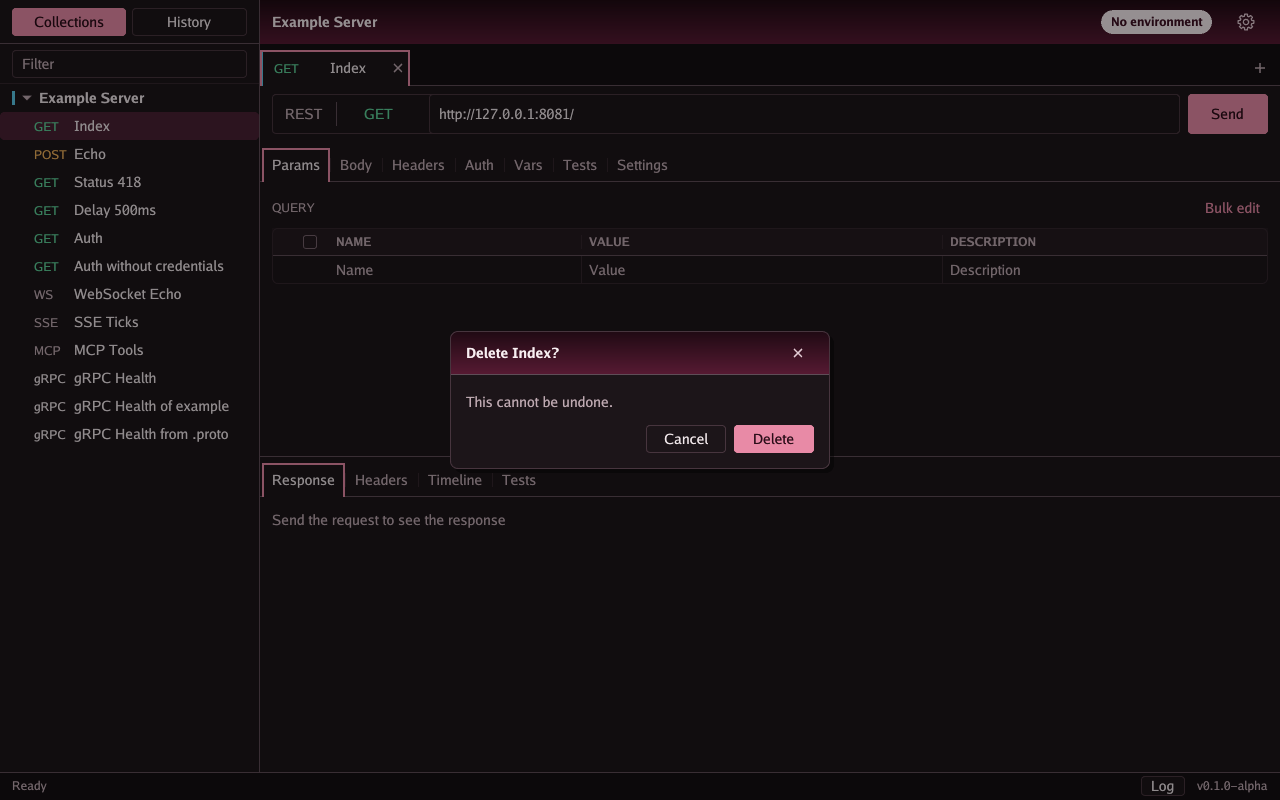 Collections
History
Example Server
No environment
Filter
GET Index
Example Server
REST GET http://127.0.0.1:8081/ Send
GET Index
POST Echo
GET Status 418
GET Delay 500ms
GET Auth
GET Auth without credentials
WS WebSocket Echo
SSE SSE Ticks
MCP MCP Tools
gRPC gRPC Health
gRPC gRPC Health of example
gRPC gRPC Health from .proto
Params Body Headers Auth Vars Tests Settings
QUERY Bulk edit
NAME VALUE DESCRIPTION
Name Value Description
Delete Index?
This cannot be undone.
Cancel Delete
Response Headers Timeline Tests
Send the request to see the response
Ready Log v0.1.0-alpha